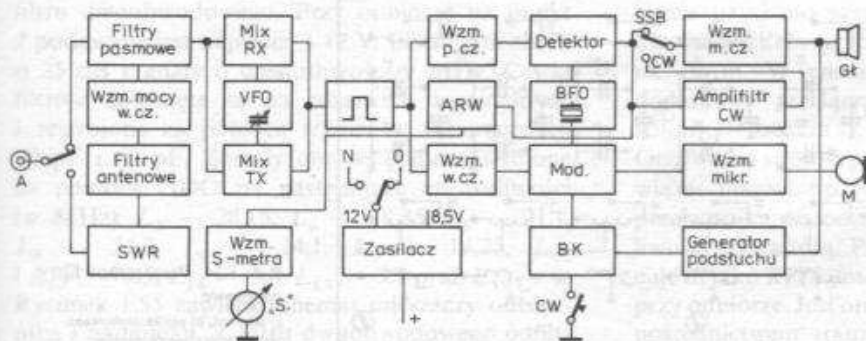 Filtry pasmowe
Mix RX
Wzm. p.cz.
Detektor
SSB
CW
Wzm. m.cz.
Gł
Wzm. mocy w.cz.
VFO
ARW
BFO
Amplifiltr CW
A
Filtry antenowe
Mix TX
N
O
Wzm. w.cz.
Mod.
Wzm. mikr.
M
12V
8,5V
SWR
Wzm. S-metra
Zasilacz
BK
Generator podsłuchu
„S"
+
CW